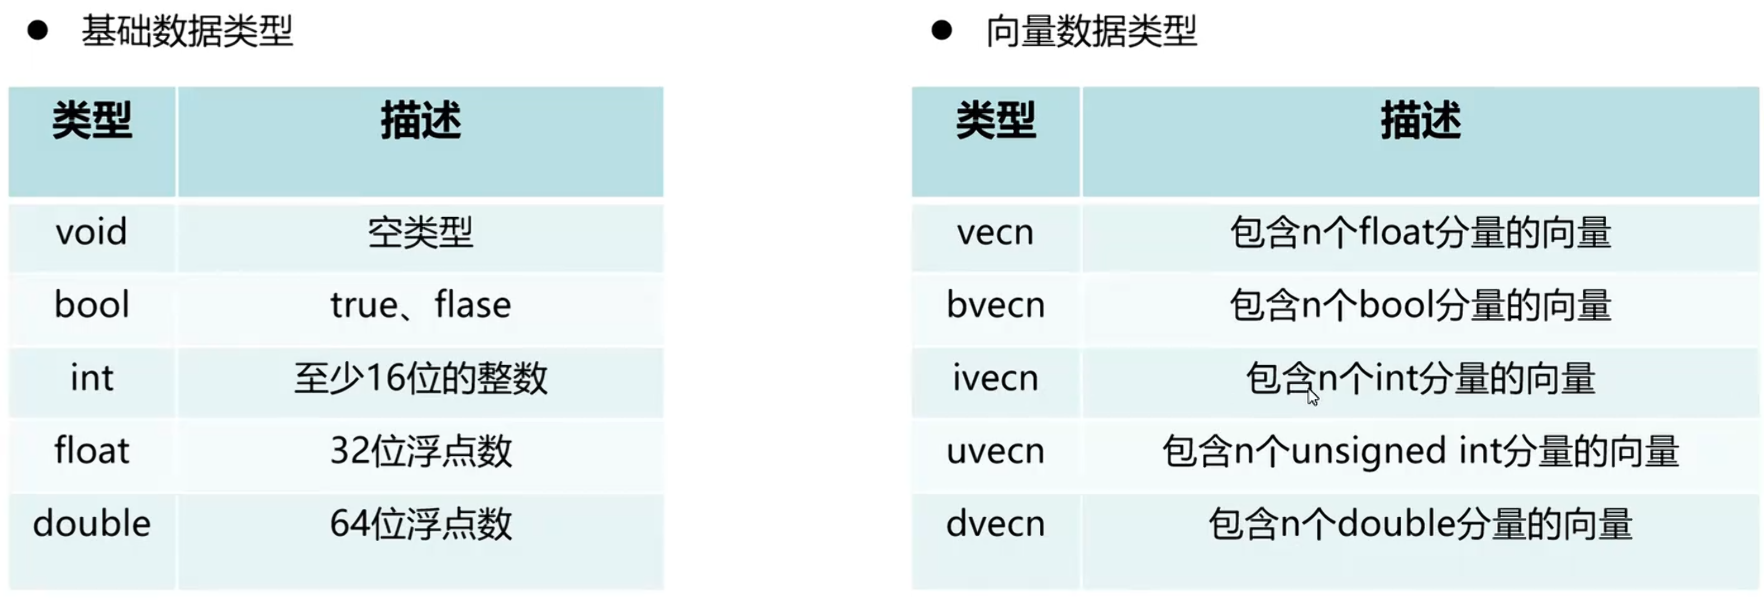 ● 基础数据类型
类型 描述
void 空类型
bool true、flase
int 至少16位的整数
float 32位浮点数
double 64位浮点数
● 向量数据类型
类型 描述
vecn 包含n个float分量的向量
bvecn 包含n个bool分量的向量
ivecn 包含n个int分量的向量
uvecn 包含n个unsigned int分量的向量
dvecn 包含n个double分量的向量